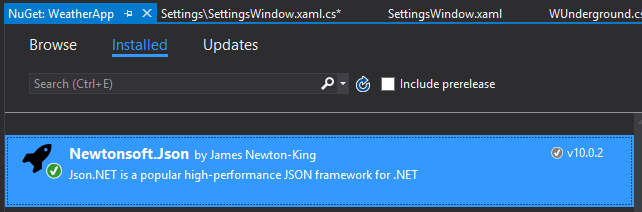 NuGet: WeatherApp Settings\SettingsWindow.xaml.cs* SettingsWindow.xaml WUnderground.cs
Browse Installed Updates
Search (Ctrl+E) Include prerelease
Newtonsoft.Json by James Newton-King v10.0.2
Json.NET is a popular high-performance JSON framework for .NET